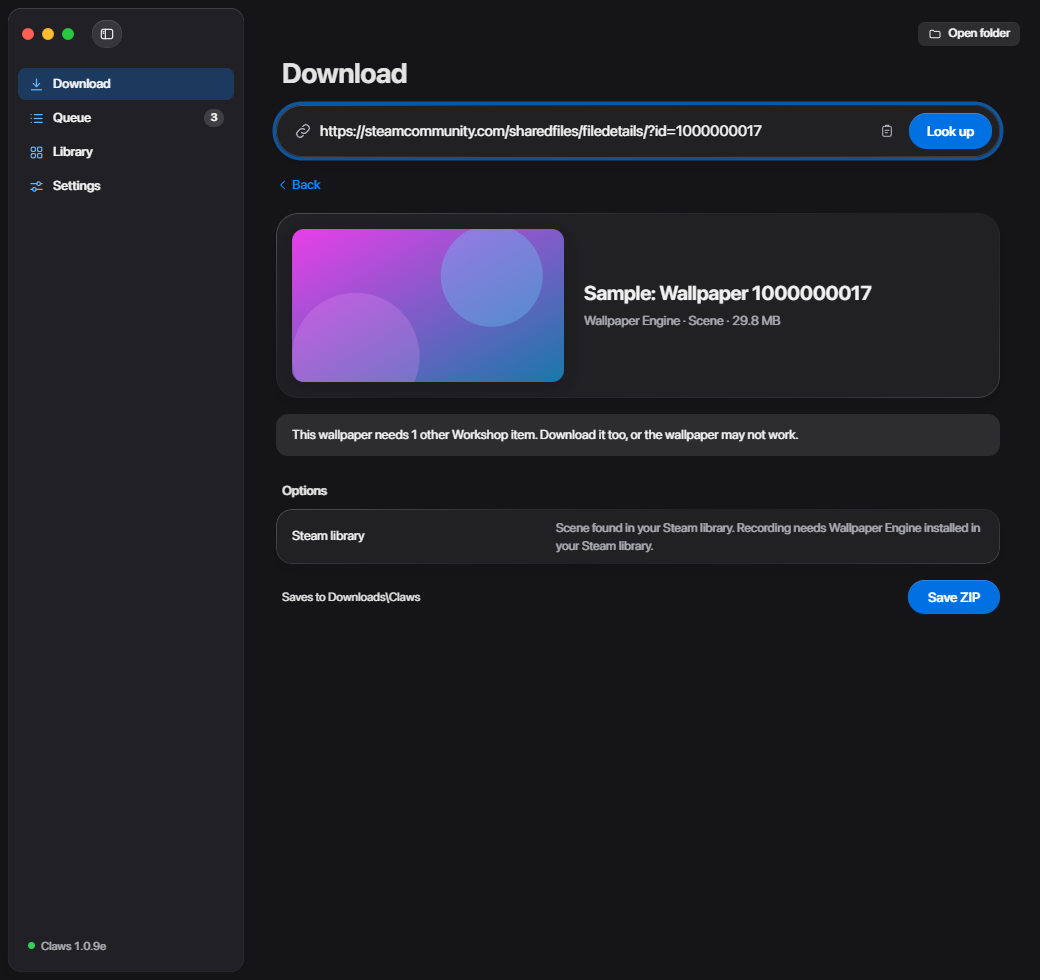 Open folder
Download
Queue
3
Library
Settings
Download
https://steamcommunity.com/sharedfiles/filedetails/?id=1000000017
Look up
Back
Sample: Wallpaper 1000000017
Wallpaper Engine · Scene · 29.8 MB
This wallpaper needs 1 other Workshop item. Download it too, or the wallpaper may not work.
Options
Steam library
Scene found in your Steam library. Recording needs Wallpaper Engine installed in
your Steam library.
Saves to Downloads\Claws
Save ZIP
Claws 1.0.9e